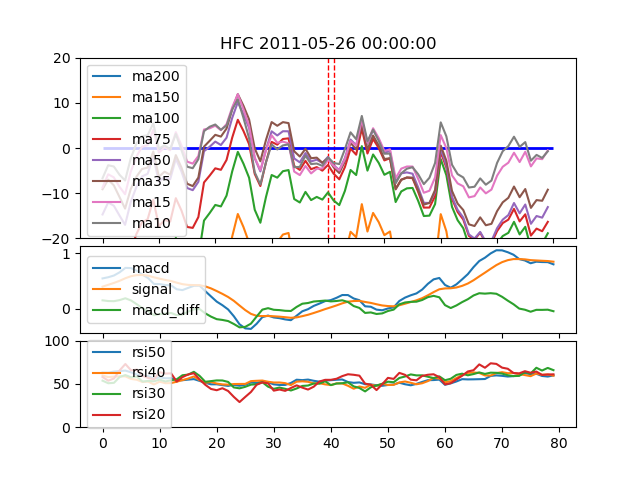 HFC 2011-05-26 00:00:00
20
10
0
−10
−20
ma200
ma150
ma100
ma75
ma50
ma35
ma15
ma10
1
0
macd
signal
macd_diff
100
50
0
rsi50
rsi40
rsi30
rsi20
0 10 20 30 40 50 60 70 80